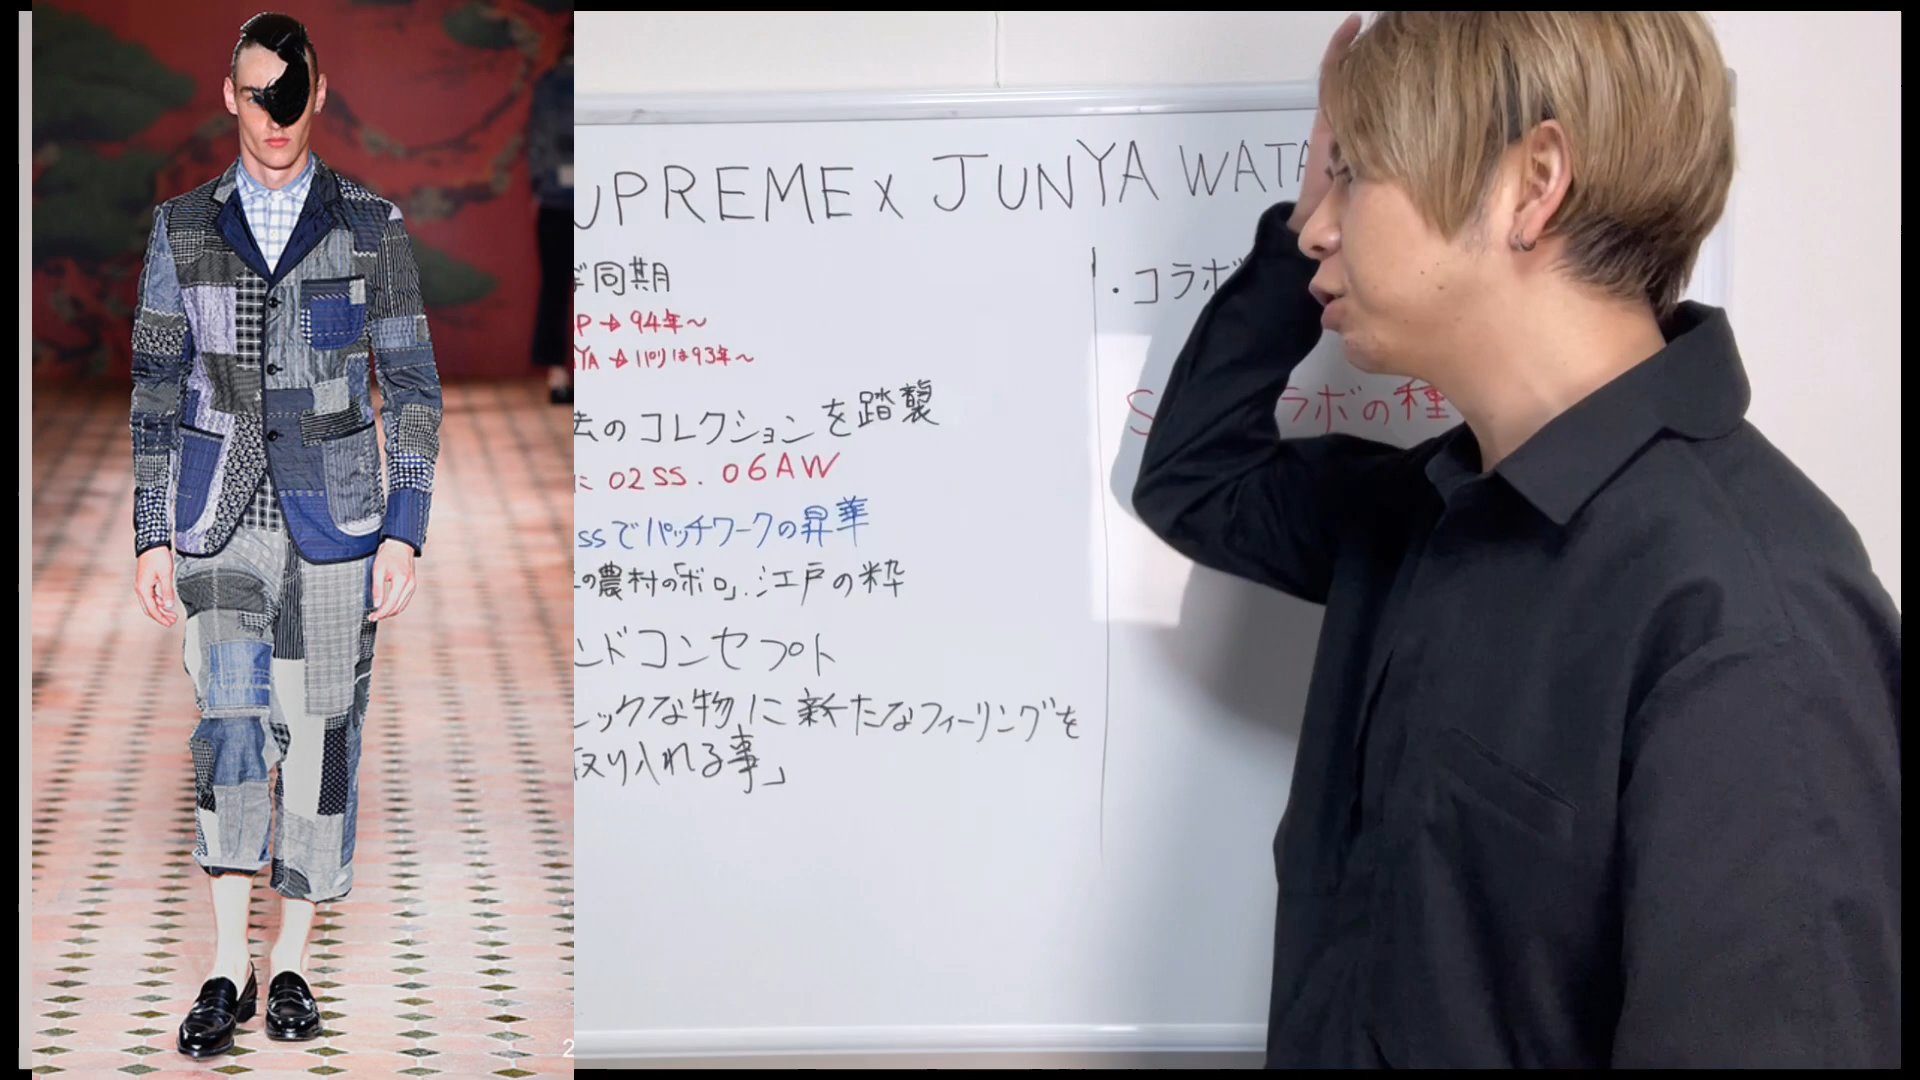 UPREME x JUNYA WATA
同期
P → 94年〜
YA → パリは93年〜
去のコレクションを踏襲
に 02SS. 06AW
SSでパッチワークの昇華
の農村の「ボロ」. 江戸の粋
ンドコンセプト
ックな物に新たなフィーリングを
取り入れる事」
・コラボ
S ラボの種
2